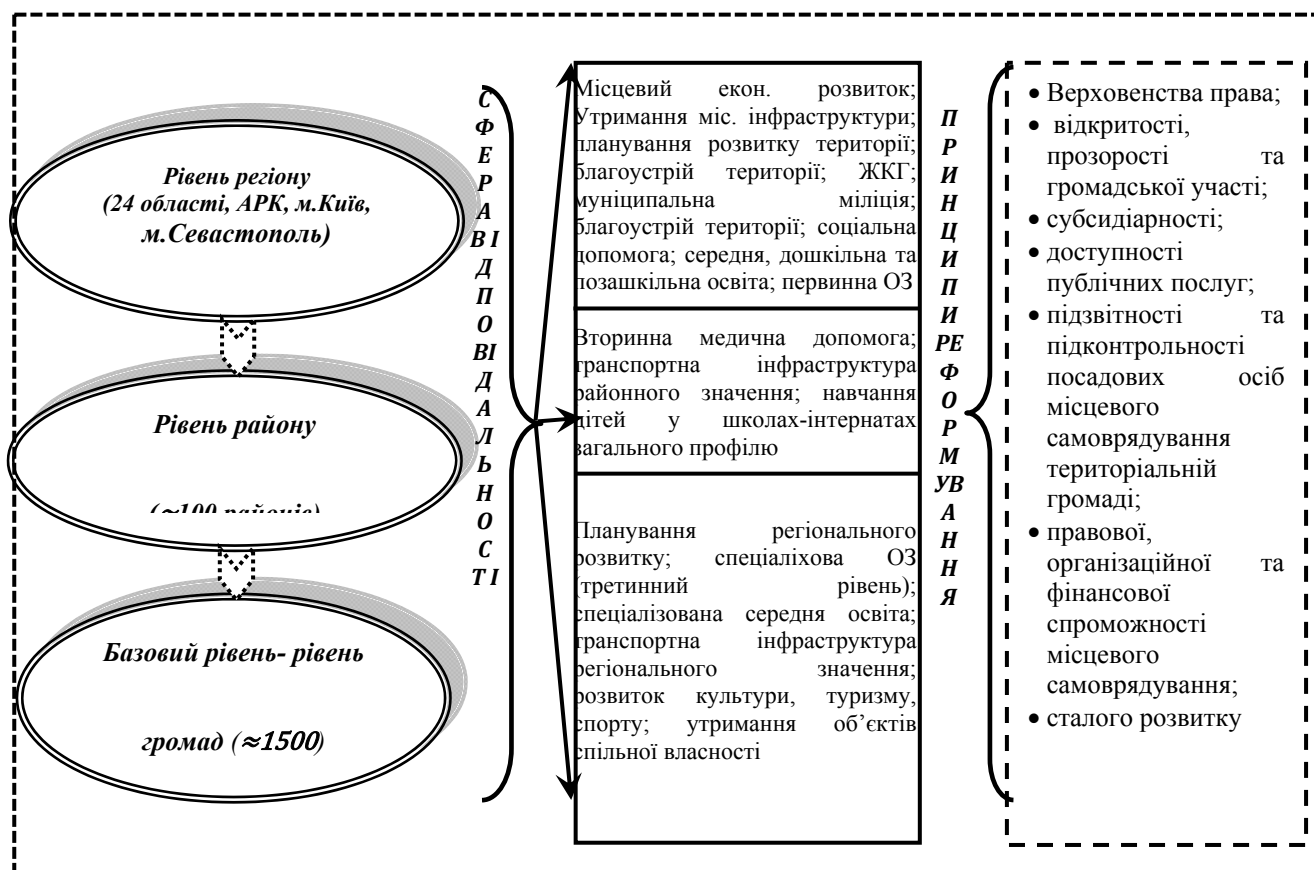 Рівень регіону
(24 області, АРК, м.Київ,
м.Севастополь)
Рівень району
(≈100 районів)
Базовий рівень- рівень
громад (≈1500)
С
Ф
Е
Р
А
В І
Д
П
О
ВІ
Д
А
Л
Ь
Н
О
С
Т І
Місцевий екон. розвиток;
Утримання міс. інфраструктури;
планування розвитку території;
благоустрій території; ЖКГ;
муніципальна міліція;
благоустрій території; соціальна
допомога; середня, дошкільна та
позашкільна освіта; первинна ОЗ
Вторинна медична допомога;
транспортна інфраструктура
районного значення; навчання
дітей у школах-інтернатах
загального профілю
Планування регіонального
розвитку; спеціаліхова ОЗ
(третинний рівень);
спеціалізована середня освіта;
транспортна інфраструктура
регіонального значення;
розвиток культури, туризму,
спорту; утримання об’єктів
спільної власності
П
Р
И
Н
Ц
И
П
И
РЕ
Ф
О
Р
М
УВ
А
Н
Н
Я
• Верховенства права;
• відкритості,
прозорості та
громадської участі;
• субсидіарності;
• доступності
публічних послуг;
• підзвітності та
підконтрольності
посадових осіб
місцевого
самоврядування
територіальній
громаді;
• правової,
організаційної та
фінансової
спроможності
місцевого
самоврядування;
• сталого розвитку